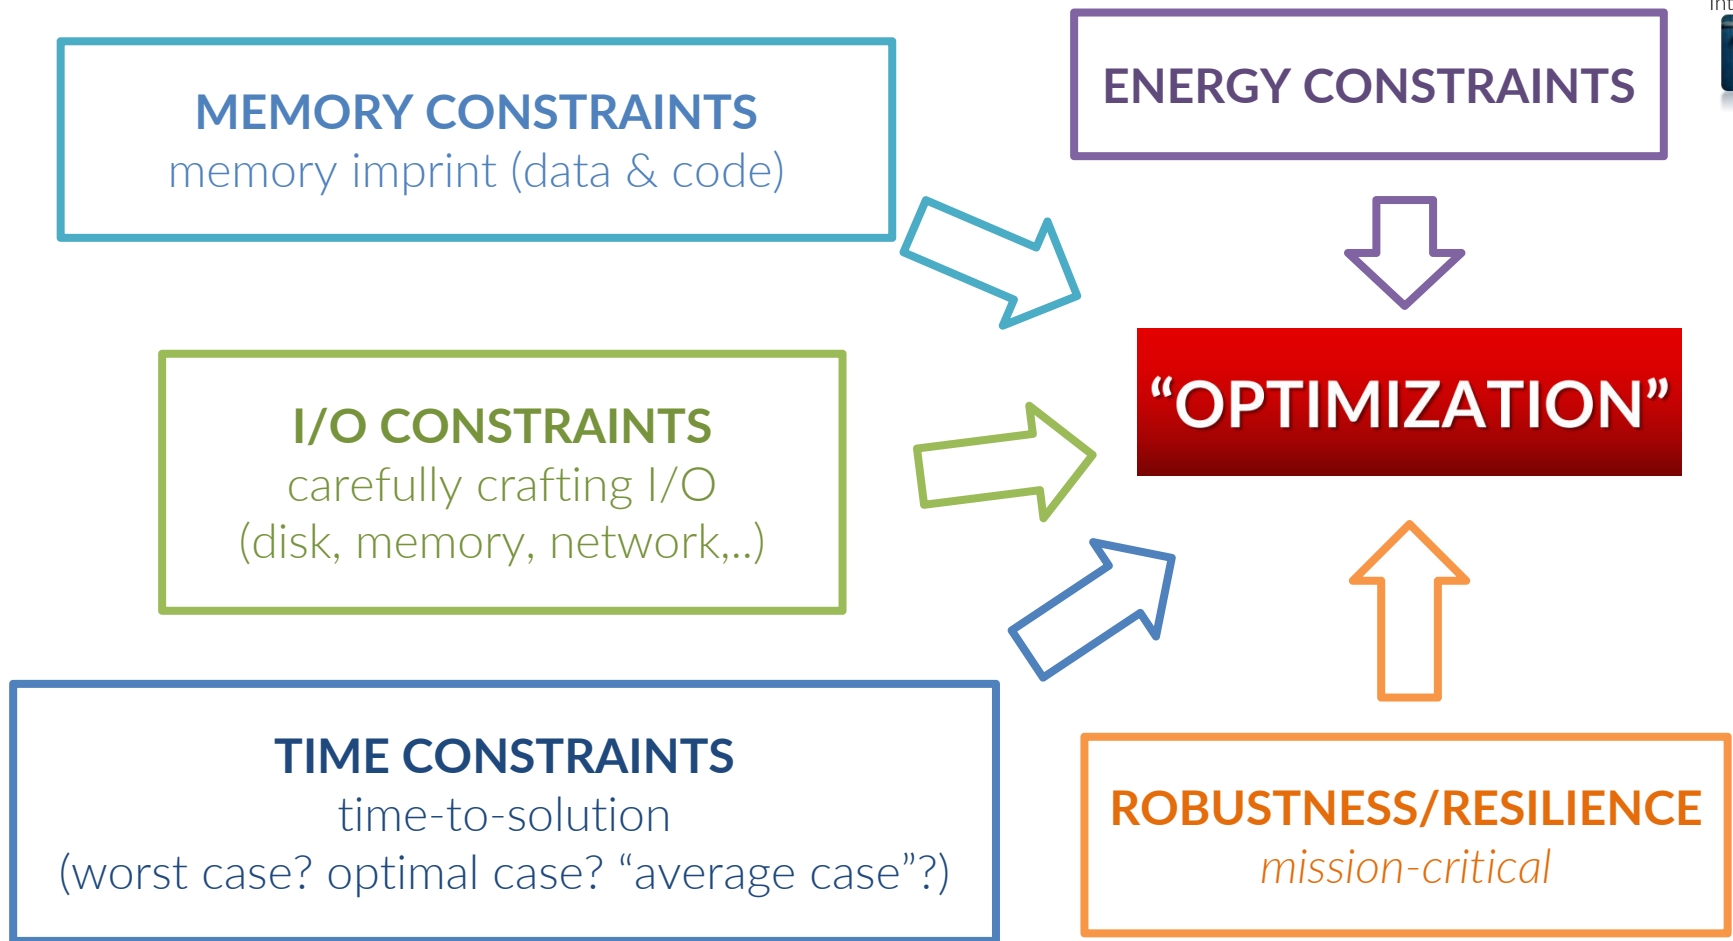 MEMORY CONSTRAINTS
memory imprint (data & code)
ENERGY CONSTRAINTS
I/O CONSTRAINTS
carefully crafting I/O
(disk, memory, network,..)
“OPTIMIZATION”
TIME CONSTRAINTS
time-to-solution
(worst case? optimal case? “average case”?)
ROBUSTNESS/RESILIENCE
mission-critical